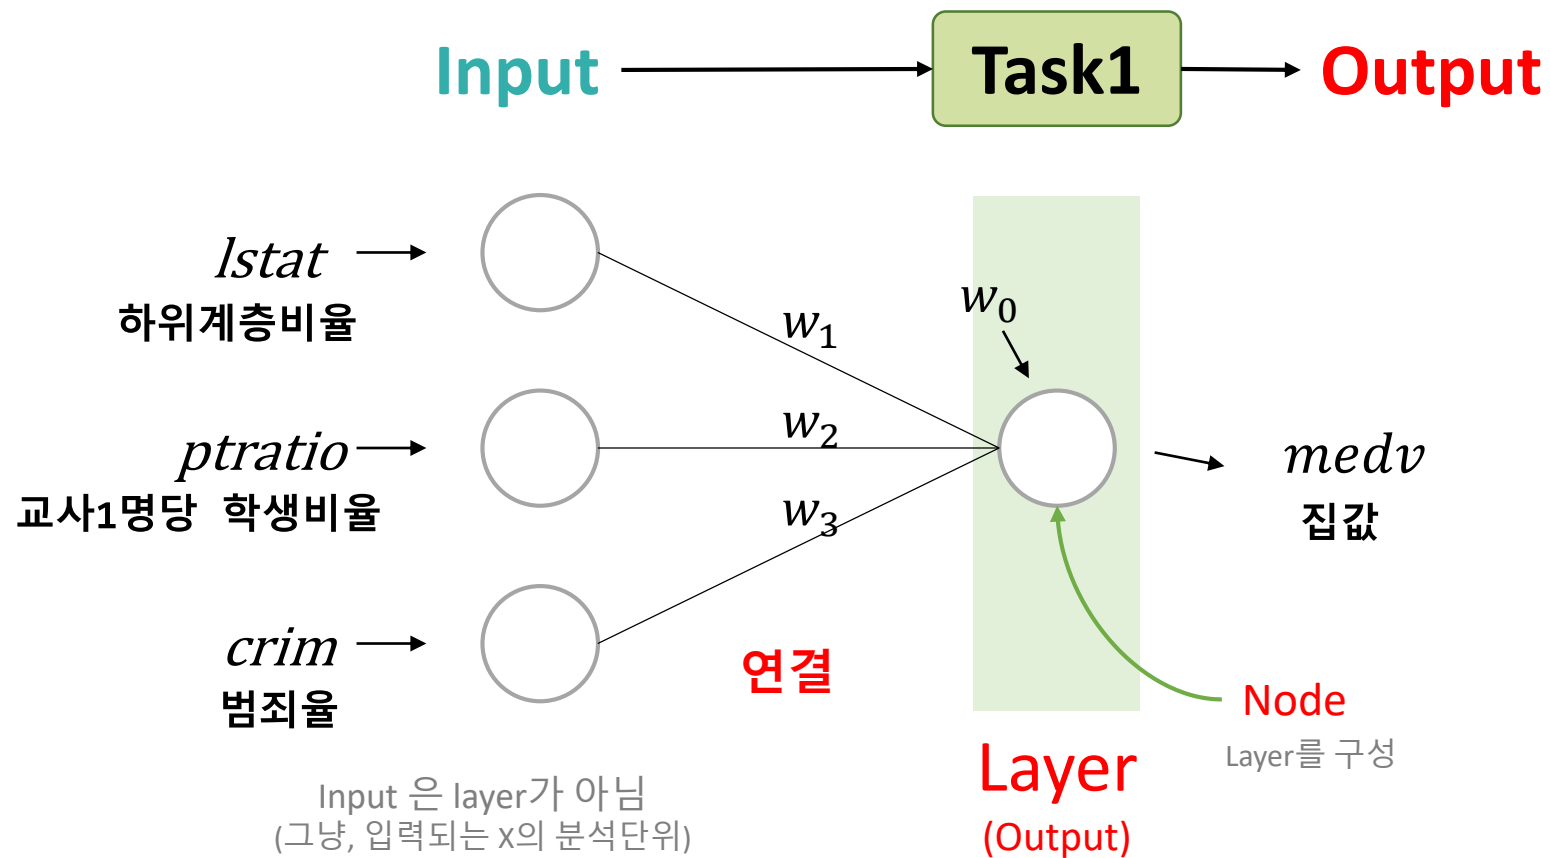 Input
Task1
Output
lstat
하위계층비율
w₁
w₀
ptratio
교사1명당 학생비율
w₂
medv
집값
w₃
crim
범죄율
연결
Node
Layer를 구성
Layer
(Output)
Input 은 layer가 아님
(그냥, 입력되는 X의 분석단위)